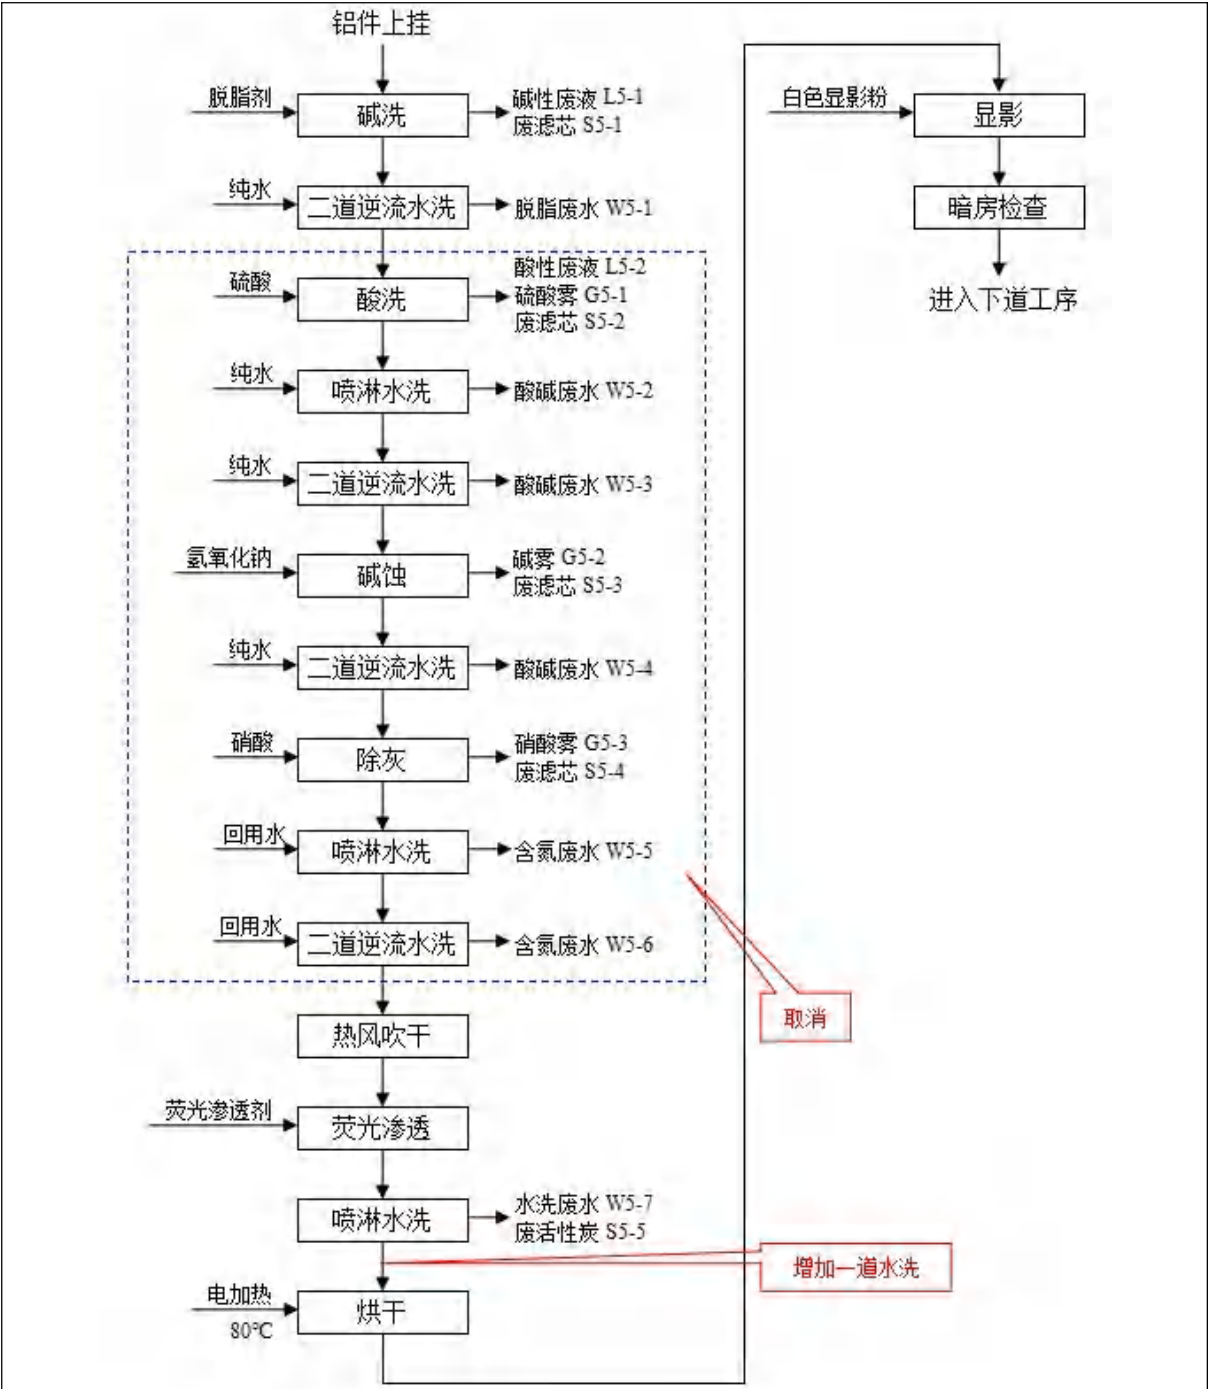 铝件上挂
脱脂剂
碱洗
碱性废液 L5-1
废滤芯 S5-1
纯水
二道逆流水洗
脱脂废水 W5-1
硫酸
酸洗
酸性废液 L5-2
硫酸雾 G5-1
废滤芯 S5-2
纯水
喷淋水洗
酸碱废水 W5-2
纯水
二道逆流水洗
酸碱废水 W5-3
氢氧化钠
碱蚀
碱雾 G5-2
废滤芯 S5-3
纯水
二道逆流水洗
酸碱废水 W5-4
硝酸
除灰
硝酸雾 G5-3
废滤芯 S5-4
回用水
喷淋水洗
含氮废水 W5-5
回用水
二道逆流水洗
含氮废水 W5-6
取消
热风吹干
荧光渗透剂
荧光渗透
喷淋水洗
水洗废水 W5-7
废活性炭 S5-5
增加一道水洗
电加热
80℃
烘干
白色显影粉
显影
暗房检查
进入下道工序